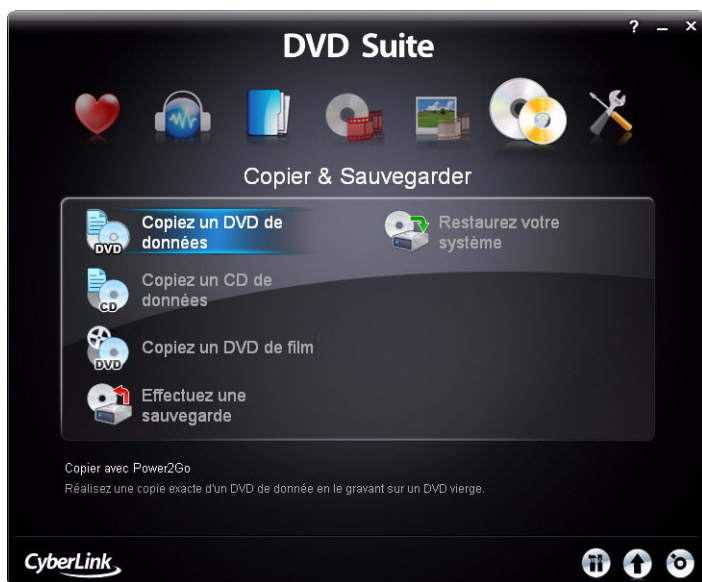 DVD Suite
? – ×
Copier & Sauvegarder
DVD
Copiez un DVD de
données
CD
Copiez un CD de
données
DVD
Copiez un DVD de film
Effectuez une
sauvegarde
Restaurez votre
système
Copier avec Power2Go
Réalisez une copie exacte d'un DVD de donnée en le gravant sur un DVD vierge.
CyberLink